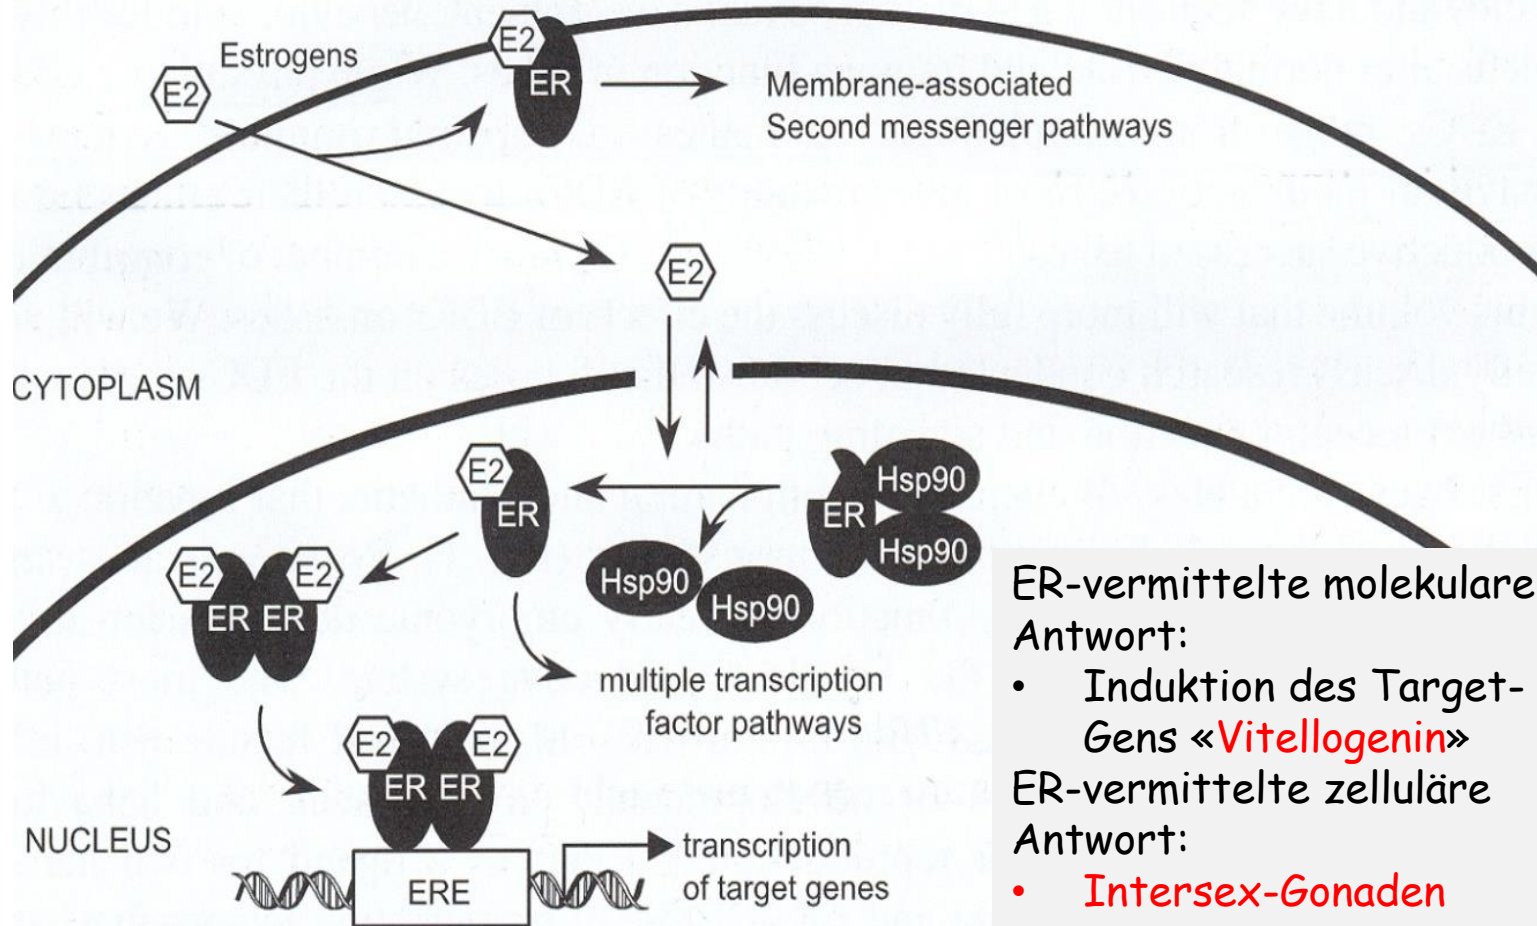 E2
ER
Estrogens
E2
Membrane-associated
Second messenger pathways
E2
CYTOPLASM
E2
ER
Hsp90
ER
Hsp90
Hsp90
Hsp90
E2
E2
ER
ER
multiple transcription
factor pathways
E2
E2
ER
ER
NUCLEUS
transcription
of target genes
ERE
ER-vermittelte molekulare
Antwort:
• Induktion des Target-
Gens «Vitellogenin»
ER-vermittelte zelluläre
Antwort:
• Intersex-Gonaden